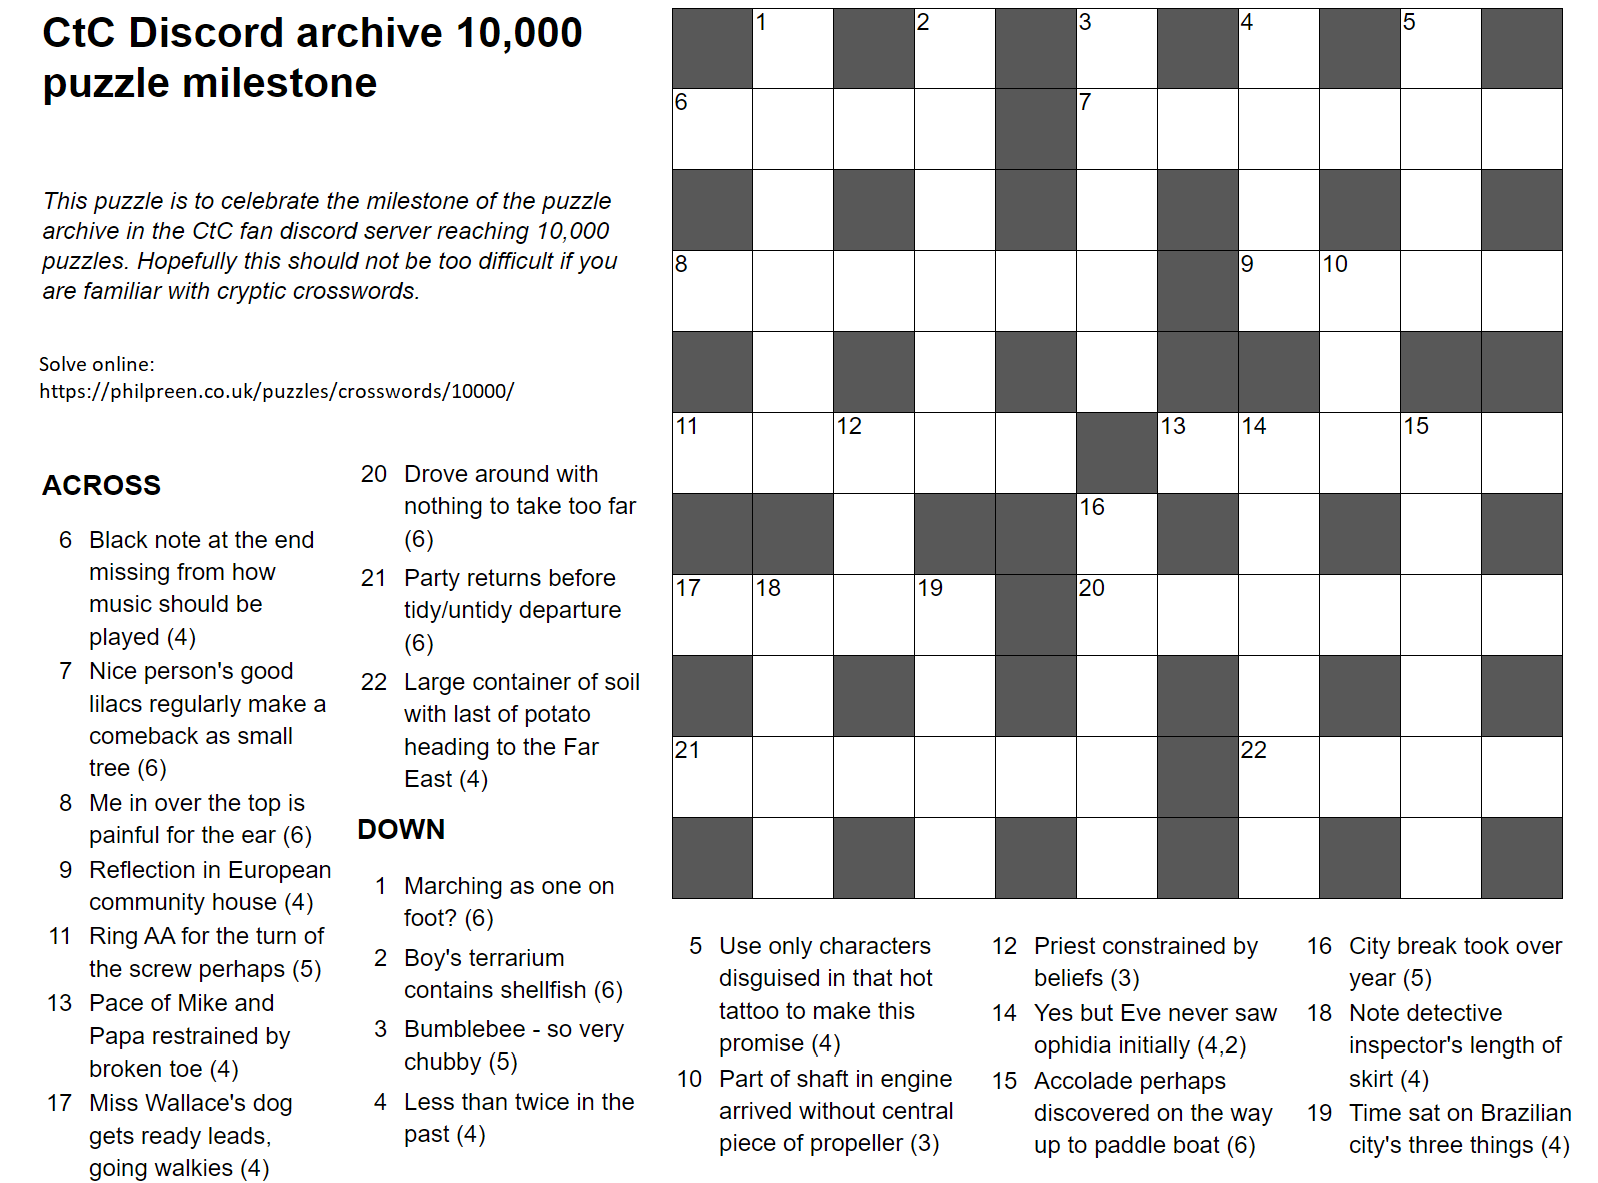 CtC Discord archive 10,000
puzzle milestone
This puzzle is to celebrate the milestone of the puzzle
archive in the CtC fan discord server reaching 10,000
puzzles. Hopefully this should not be too difficult if you
are familiar with cryptic crosswords.
Solve online:
https://philpreen.co.uk/puzzles/crosswords/10000/
1 2 3 4 5
6 7
8 9 10
11 12 13 14 15
16
17 18 19 20
21 22
ACROSS
6 Black note at the end
missing from how
music should be
played (4)
7 Nice person's good
lilacs regularly make a
comeback as small
tree (6)
8 Me in over the top is
painful for the ear (6)
9 Reflection in European
community house (4)
11 Ring AA for the turn of
the screw perhaps (5)
13 Pace of Mike and
Papa restrained by
broken toe (4)
17 Miss Wallace's dog
gets ready leads,
going walkies (4)
20 Drove around with
nothing to take too far
(6)
21 Party returns before
tidy/untidy departure
(6)
22 Large container of soil
with last of potato
heading to the Far
East (4)
DOWN
1 Marching as one on
foot? (6)
2 Boy's terrarium
contains shellfish (6)
3 Bumblebee - so very
chubby (5)
4 Less than twice in the
past (4)
5 Use only characters
disguised in that hot
tattoo to make this
promise (4)
10 Part of shaft in engine
arrived without central
piece of propeller (3)
12 Priest constrained by
beliefs (3)
14 Yes but Eve never saw
ophidia initially (4,2)
15 Accolade perhaps
discovered on the way
up to paddle boat (6)
16 City break took over
year (5)
18 Note detective
inspector's length of
skirt (4)
19 Time sat on Brazilian
city's three things (4)